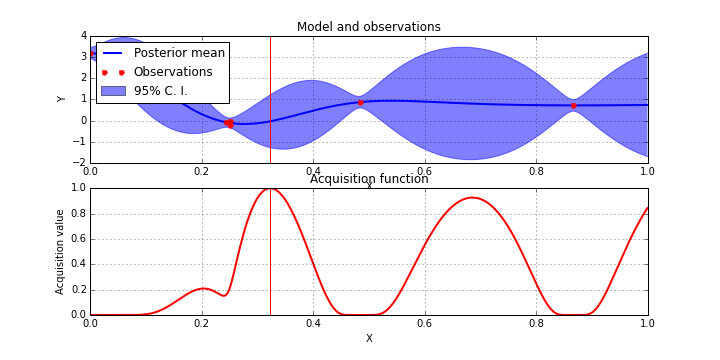 Model and observations
4
3
2
1
0
−1
−2
Y
Posterior mean
Observations
95% C. I.
0.0 0.2 0.4 0.6 0.8 1.0
X
Acquisition function
1.0
0.8
0.6
0.4
0.2
0.0
Acquisition value
0.0 0.2 0.4 0.6 0.8 1.0
X